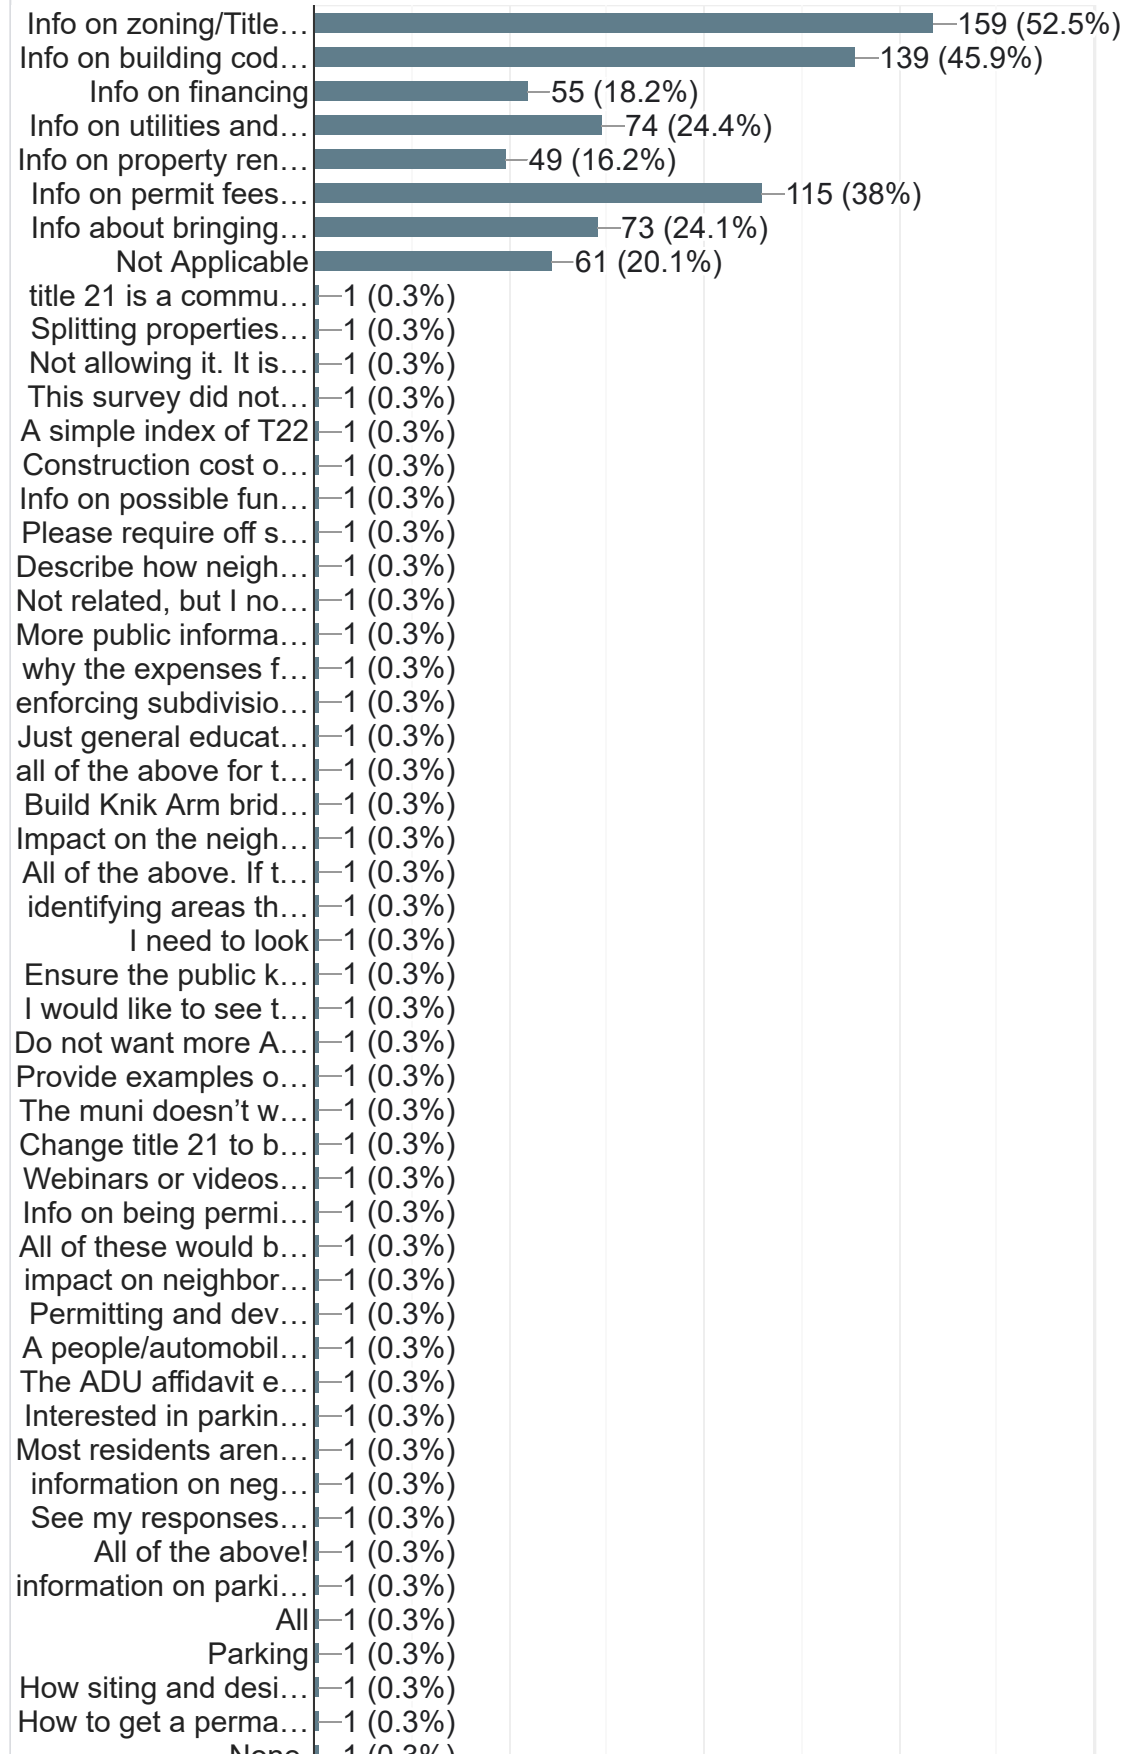 Info on zoning/Title… 159 (52.5%)
Info on building cod… 139 (45.9%)
Info on financing 55 (18.2%)
Info on utilities and… 74 (24.4%)
Info on property ren… 49 (16.2%)
Info on permit fees… 115 (38%)
Info about bringing… 73 (24.1%)
Not Applicable 61 (20.1%)
title 21 is a commu… 1 (0.3%)
Splitting properties… 1 (0.3%)
Not allowing it. It is… 1 (0.3%)
This survey did not… 1 (0.3%)
A simple index of T22 1 (0.3%)
Construction cost o… 1 (0.3%)
Info on possible fun… 1 (0.3%)
Please require off s… 1 (0.3%)
Describe how neigh… 1 (0.3%)
Not related, but I no… 1 (0.3%)
More public informa… 1 (0.3%)
why the expenses f… 1 (0.3%)
enforcing subdivisio… 1 (0.3%)
Just general educat… 1 (0.3%)
all of the above for t… 1 (0.3%)
Build Knik Arm brid… 1 (0.3%)
Impact on the neigh… 1 (0.3%)
All of the above. If t… 1 (0.3%)
identifying areas th… 1 (0.3%)
I need to look 1 (0.3%)
Ensure the public k… 1 (0.3%)
I would like to see t… 1 (0.3%)
Do not want more A… 1 (0.3%)
Provide examples o… 1 (0.3%)
The muni doesn’t w… 1 (0.3%)
Change title 21 to b… 1 (0.3%)
Webinars or videos… 1 (0.3%)
Info on being permi… 1 (0.3%)
All of these would b… 1 (0.3%)
impact on neighbor… 1 (0.3%)
Permitting and dev… 1 (0.3%)
A people/automobil… 1 (0.3%)
The ADU affidavit e… 1 (0.3%)
Interested in parkin… 1 (0.3%)
Most residents aren… 1 (0.3%)
information on neg… 1 (0.3%)
See my responses… 1 (0.3%)
All of the above! 1 (0.3%)
information on parki… 1 (0.3%)
All 1 (0.3%)
Parking 1 (0.3%)
How siting and desi… 1 (0.3%)
How to get a perma… 1 (0.3%)
None 1 (0.3%)